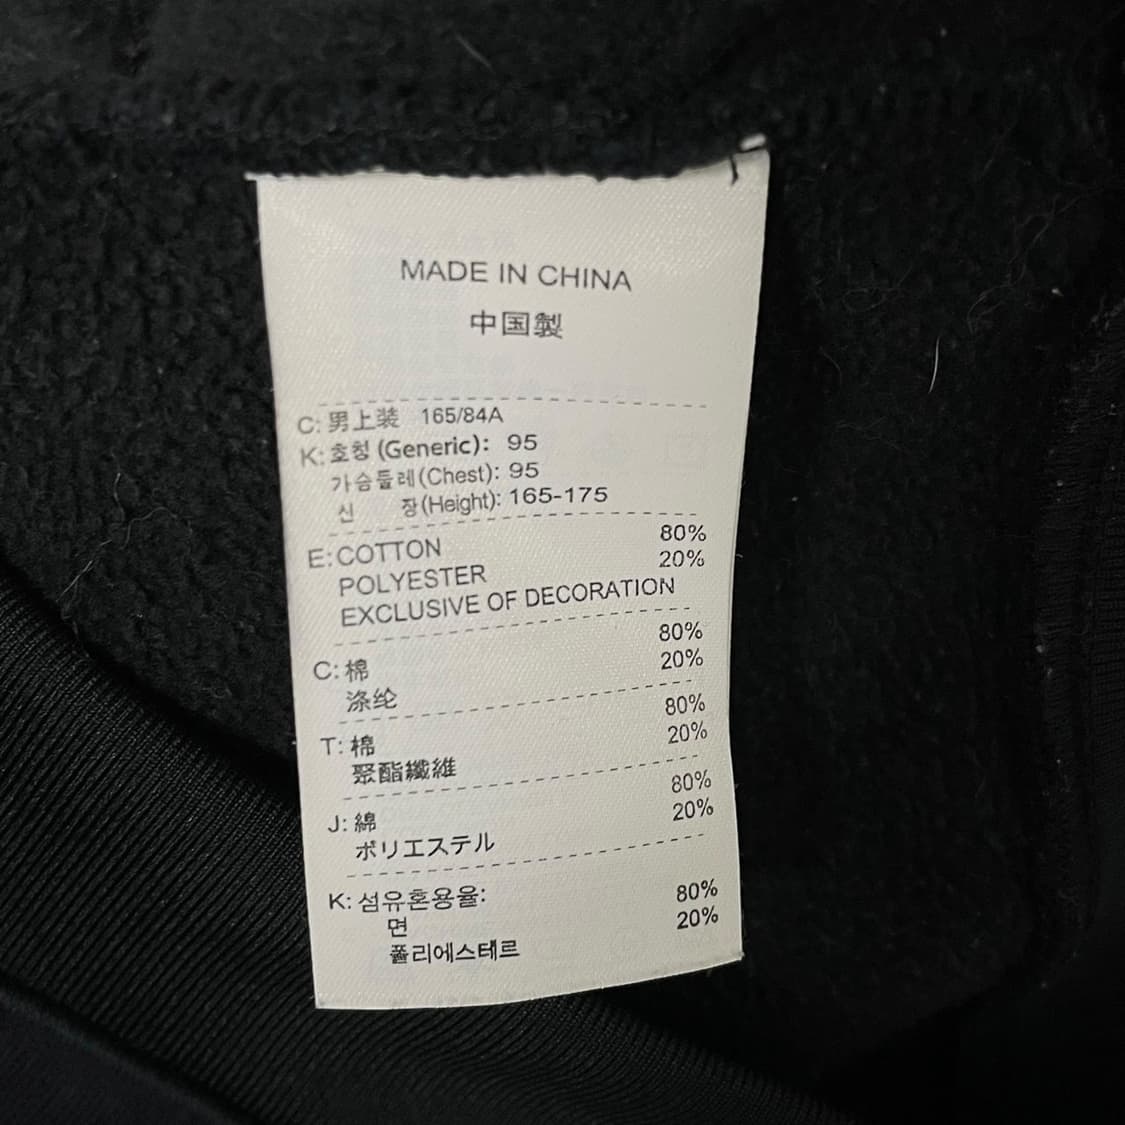 MADE IN CHINA
中国製
C: 男上装 165/84A
K: 호칭 (Generic): 95
가슴둘레(Chest): 95
신 장(Height): 165-175
E: COTTON 80%
POLYESTER 20%
EXCLUSIVE OF DECORATION
C: 棉 80%
涤纶 20%
T: 棉 80%
聚酯纖維 20%
J: 綿 80%
ポリエステル 20%
K: 섬유혼용율:
면 80%
폴리에스테르 20%